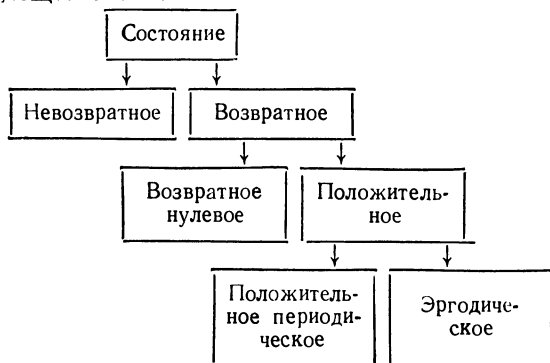 Состояние
Невозвратное
Возвратное
Возвратное
нулевое
Положитель-
ное
Положитель-
ное периоди-
ческое
Эргодиче-
ское